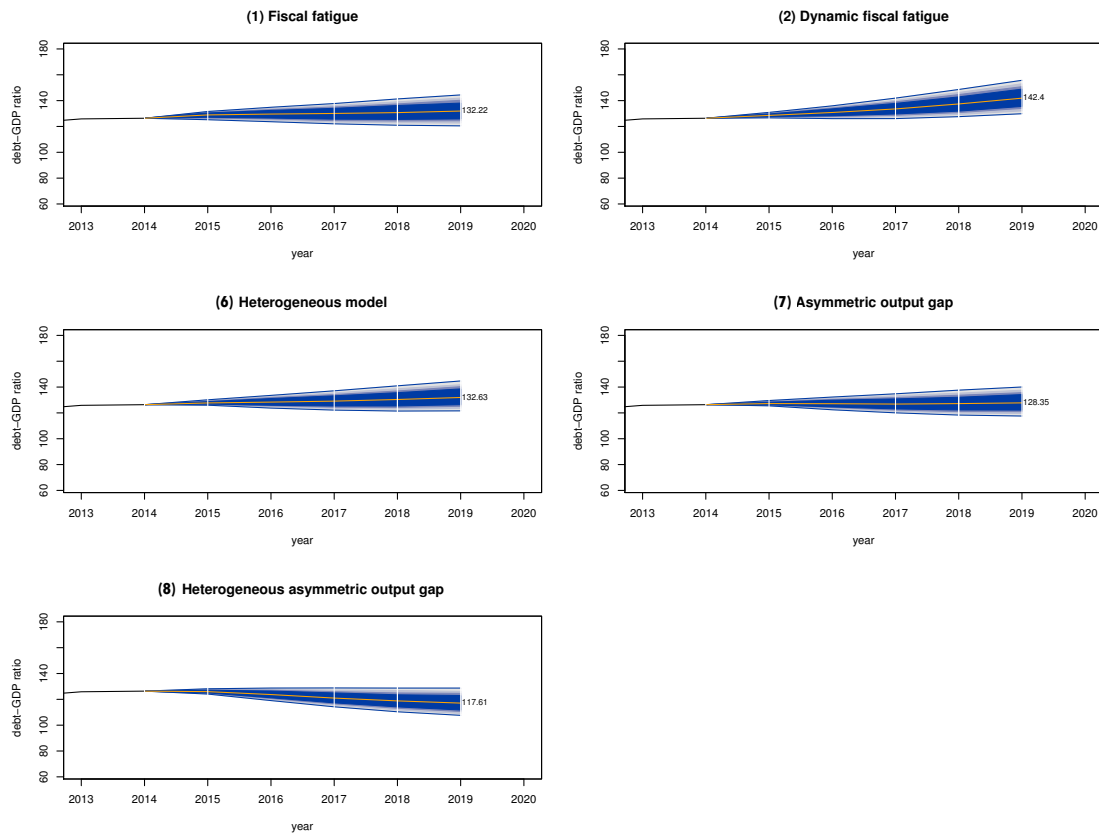 (1) Fiscal fatigue
debt−GDP ratio
60 80 100 140 180
132.22
2013 2014 2015 2016 2017 2018 2019 2020
year
(2) Dynamic fiscal fatigue
debt−GDP ratio
60 80 100 140 180
142.4
2013 2014 2015 2016 2017 2018 2019 2020
year
(6) Heterogeneous model
debt−GDP ratio
60 80 100 140 180
132.63
2013 2014 2015 2016 2017 2018 2019 2020
year
(7) Asymmetric output gap
debt−GDP ratio
60 80 100 140 180
128.35
2013 2014 2015 2016 2017 2018 2019 2020
year
(8) Heterogeneous asymmetric output gap
debt−GDP ratio
60 80 100 140 180
117.61
2013 2014 2015 2016 2017 2018 2019 2020
year